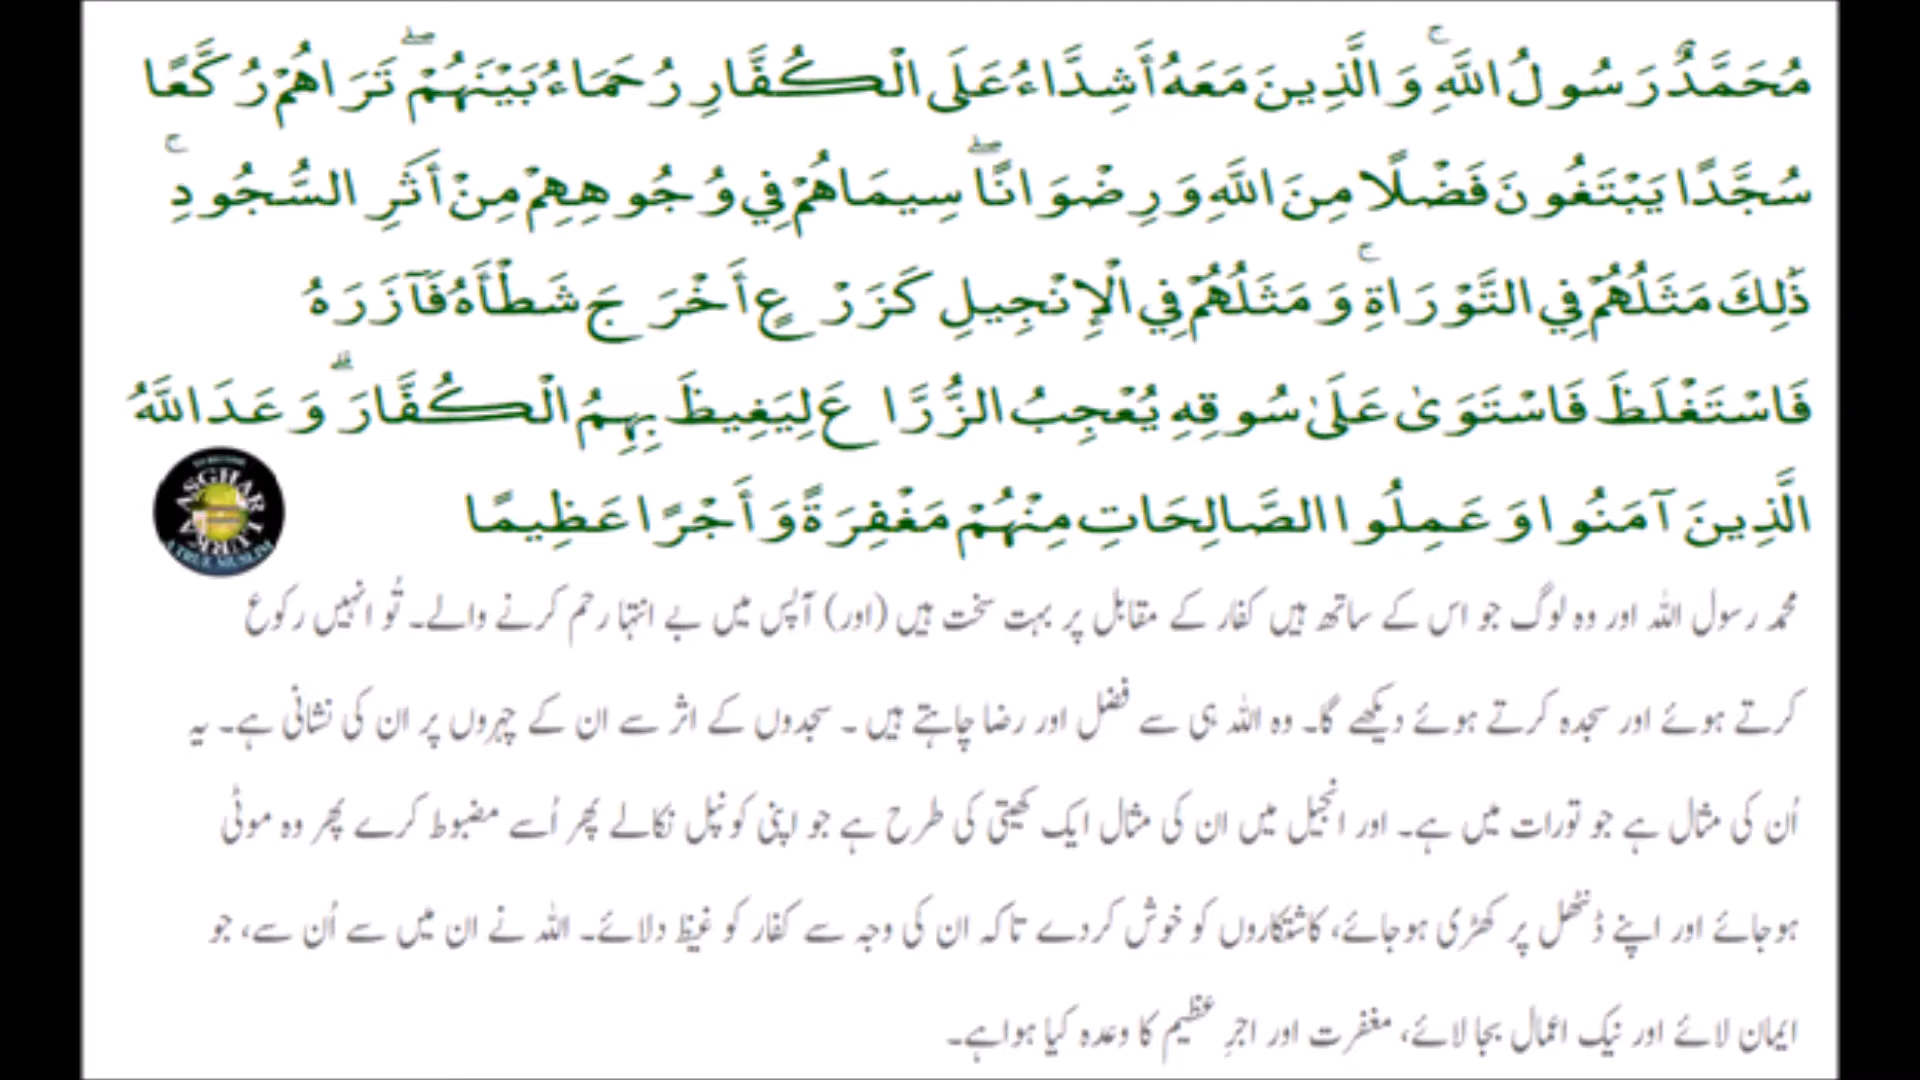 مُحَمَّدٌ رَسُولُ اللَّهِ ۚ وَالَّذِينَ مَعَهُ أَشِدَّاءُ عَلَى الْكُفَّارِ رُحَمَاءُ بَيْنَهُمْ ۖ تَرَاهُمْ رُكَّعًا
سُجَّدًا يَبْتَغُونَ فَضْلًا مِنَ اللَّهِ وَرِضْوَانًا ۖ سِيمَاهُمْ فِي وُجُوهِهِمْ مِنْ أَثَرِ السُّجُودِ ۚ
ذَٰلِكَ مَثَلُهُمْ فِي التَّوْرَاةِ ۚ وَمَثَلُهُمْ فِي الْإِنْجِيلِ كَزَرْعٍ أَخْرَجَ شَطْأَهُ فَآزَرَهُ
فَاسْتَغْلَظَ فَاسْتَوَىٰ عَلَىٰ سُوقِهِ يُعْجِبُ الزُّرَّاعَ لِيَغِيظَ بِهِمُ الْكُفَّارَ ۗ وَعَدَ اللَّهُ
الَّذِينَ آمَنُوا وَعَمِلُوا الصَّالِحَاتِ مِنْهُمْ مَغْفِرَةً وَأَجْرًا عَظِيمًا
ASGHAR LURKA
A TRUE MUSLIM
محمد رسول اللہ اور وہ لوگ جو اس کے ساتھ ہیں کفار کے مقابل پر بہت سخت ہیں (اور) آپس میں بے انتہا رحم کرنے والے۔ تُو انہیں رکوع
کرتے ہوئے اور سجدہ کرتے ہوئے دیکھے گا۔ وہ اللہ ہی سے فضل اور رضا چاہتے ہیں۔ سجدوں کے اثر سے ان کے چہروں پر ان کی نشانی ہے۔ یہ
اُن کی مثال ہے جو تورات میں ہے۔ اور انجیل میں ان کی مثال ایک کھیتی کی طرح ہے جو اپنی کونپل نکالے پھر اُسے مضبوط کرے پھر وہ موٹی
ہوجائے اور اپنے ڈنٹھل پر کھڑی ہوجائے، کاشتکاروں کو خوش کردے تاکہ ان کی وجہ سے کفار کو غیظ دلائے۔ اللہ نے ان میں سے اُن سے، جو
ایمان لائے اور نیک اعمال بجا لائے، مغفرت اور اجرِ عظیم کا وعدہ کیا ہواہے۔